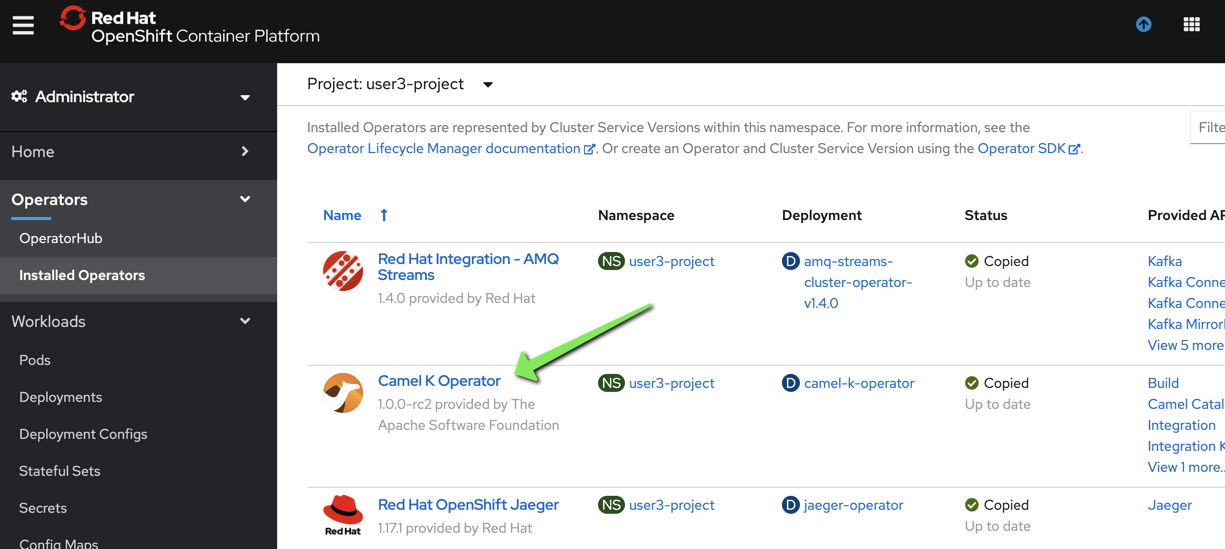 Red Hat
OpenShift Container Platform
Administrator
Home
Operators
OperatorHub
Installed Operators
Workloads
Pods
Deployments
Deployment Configs
Stateful Sets
Secrets
Config Maps
Project: user3-project
Installed Operators are represented by Cluster Service Versions within this namespace. For more information, see the
Operator Lifecycle Manager documentation. Or create an Operator and Cluster Service Version using the Operator SDK.
Filte
Name
Namespace
Deployment
Status
Provided AP
Red Hat Integration - AMQ
Streams
1.4.0 provided by Red Hat
NS user3-project
D amq-streams-
cluster-operator-
v1.4.0
Copied
Up to date
Kafka
Kafka Conne
Kafka Conne
Kafka Mirror
View 5 more
Camel K Operator
1.0.0-rc2 provided by The
Apache Software Foundation
NS user3-project
D camel-k-operator
Copied
Up to date
Build
Camel Catal
Integration
Integration K
View 1 more..
Red Hat
Red Hat OpenShift Jaeger
1.17.1 provided by Red Hat
NS user3-project
D jaeger-operator
Copied
Up to date
Jaeger